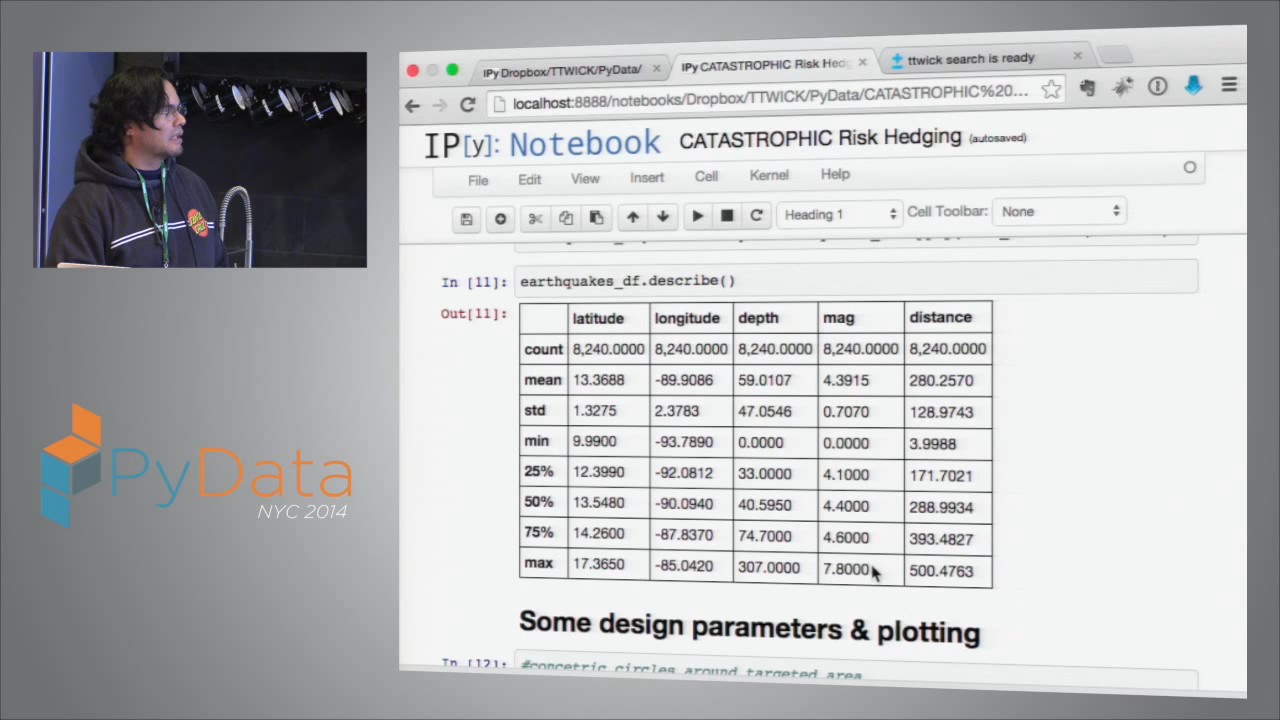 IPy Dropbox/TTWICK/PyData/ ×
IPy CATASTROPHIC Risk Hedg ×
ttwick search is ready ×
localhost:8888/notebooks/Dropbox/TTWICK/PyData/CATASTROPHIC%20...
IP[y]: Notebook CATASTROPHIC Risk Hedging (autosaved)
File Edit View Insert Cell Kernel Help
Heading 1 Cell Toolbar: None
In [11]: earthquakes_df.describe()
Out[11]:
latitude longitude depth mag distance
count 8,240.0000 8,240.0000 8,240.0000 8,240.0000 8,240.0000
mean 13.3688 -89.9086 59.0107 4.3915 280.2570
std 1.3275 2.3783 47.0546 0.7070 128.9743
min 9.9900 -93.7890 0.0000 0.0000 3.9988
25% 12.3990 -92.0812 33.0000 4.1000 171.7021
50% 13.5480 -90.0940 40.5950 4.4000 288.9934
75% 14.2600 -87.8370 74.7000 4.6000 393.4827
max 17.3650 -85.0420 307.0000 7.8000 500.4763
Some design parameters & plotting
In [12]: #concetric circles around targeted area
PyData
NYC 2014